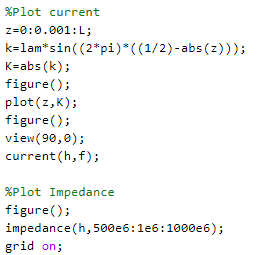 %Plot current
z=0:0.001:L;
k=lam*sin((2*pi)*((1/2)-abs(z)));
K=abs(k);
figure();
plot(z,K);
figure();
view(90,0);
current(h,f);
%Plot Impedance
figure();
impedance(h,500e6:1e6:1000e6);
grid on;